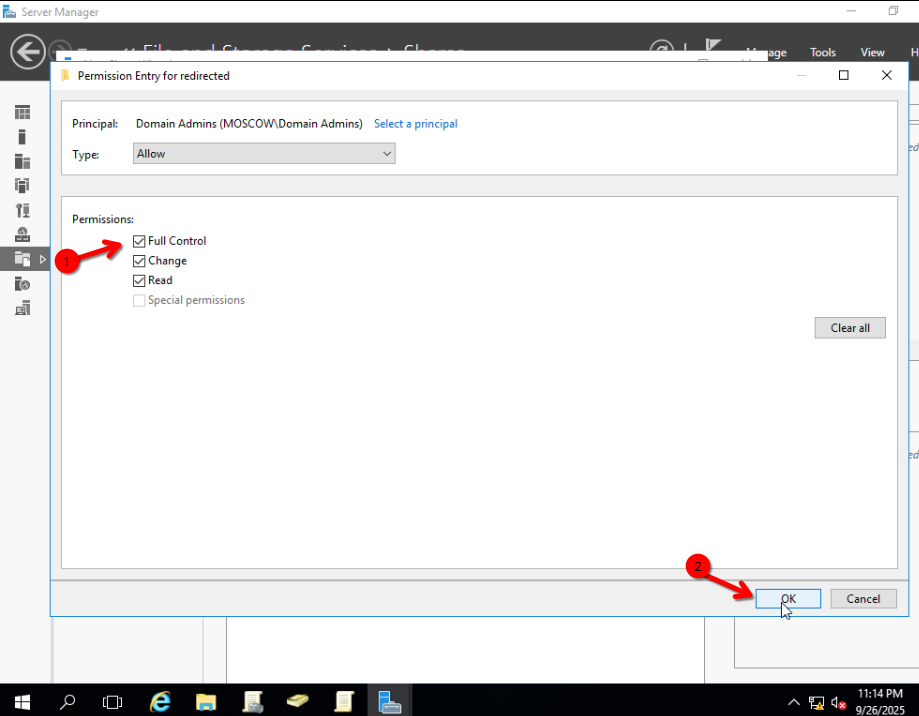 Server Manager
File and Storage Services Shares
Manage Tools View H
Permission Entry for redirected
Principal: Domain Admins (MOSCOW\Domain Admins) Select a principal
Type: Allow
Permissions:
1
Full Control
Change
Read
Special permissions
Clear all
2
OK Cancel
11:14 PM
9/26/2025